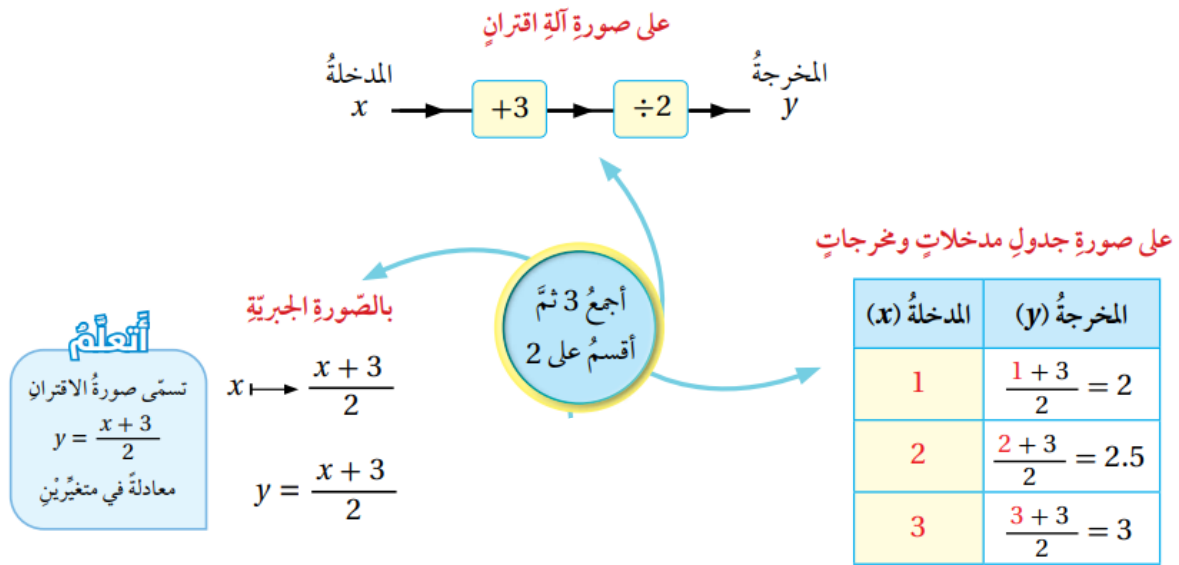 على صورةِ آلةِ اقترانٍ
المدخلةُ
x
+3
÷2
المخرجةُ
y
على صورةِ جدولِ مدخلاتٍ ومخرجاتٍ
المدخلةُ (x) المخرجةُ (y)
1 (1 + 3)/2 = 2
2 (2 + 3)/2 = 2.5
3 (3 + 3)/2 = 3
أجمعُ 3 ثمَّ
أقسمُ على 2
بالصّورةِ الجبريّةِ
x ↦ (x + 3)/2
y = (x + 3)/2
أَتعلَّمُ
تسمّى صورةُ الاقترانِ
y = (x + 3)/2
معادلةً في متغيِّريْنِ